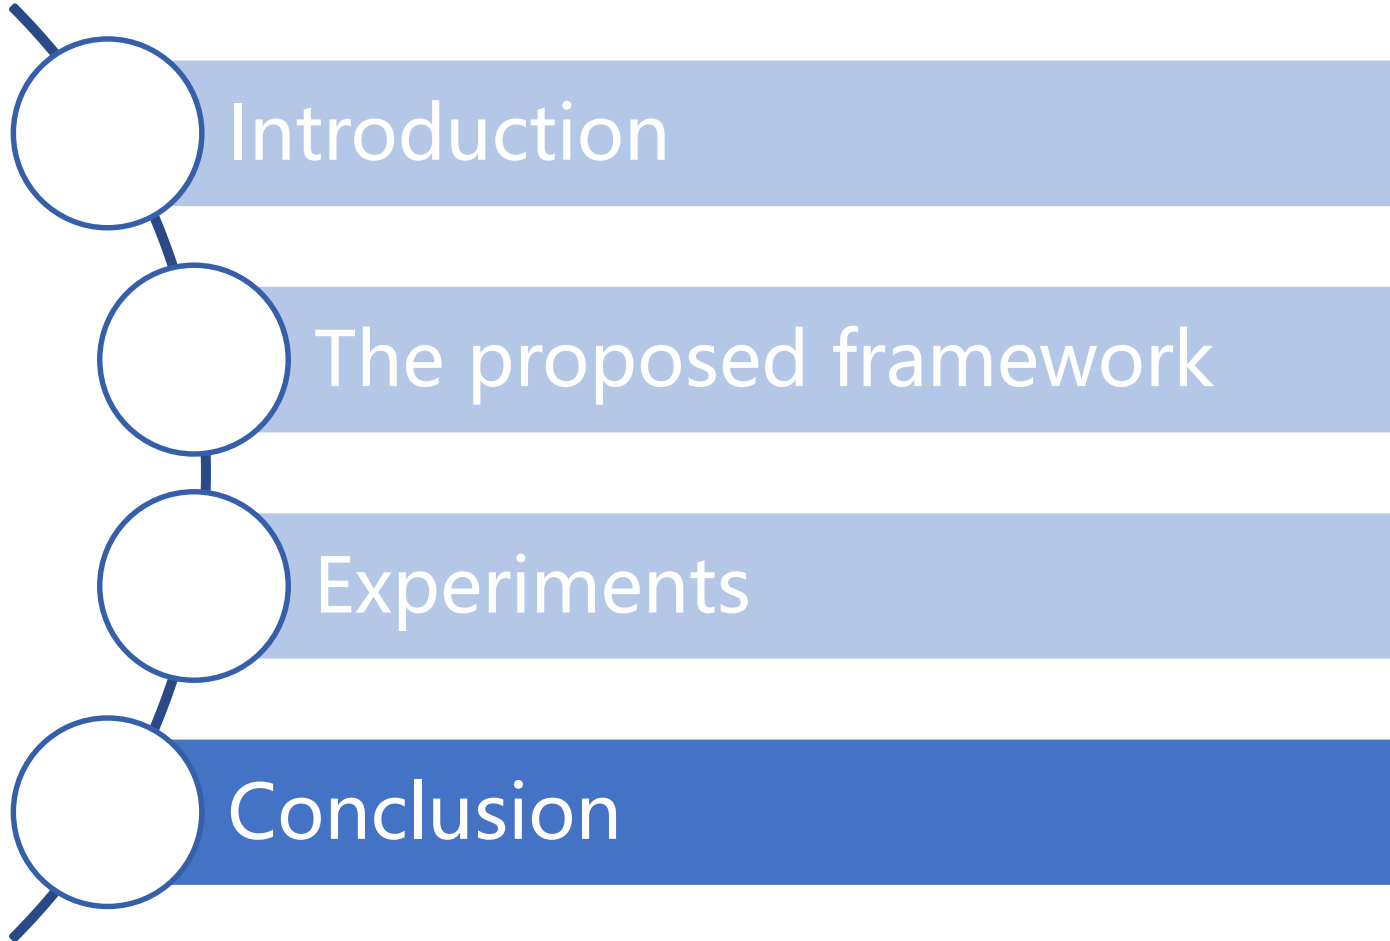 Introduction
The proposed framework
Experiments
Conclusion